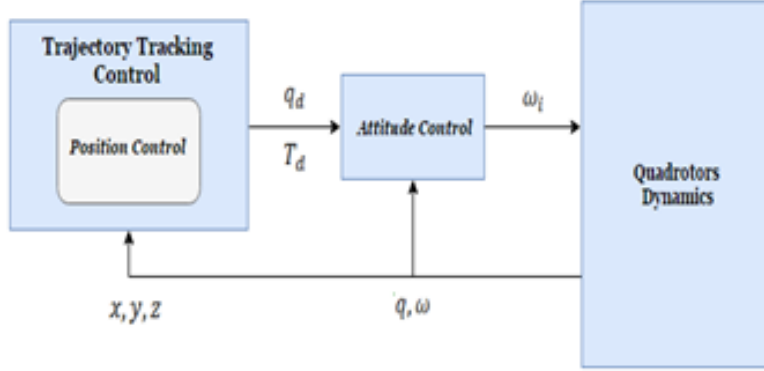 Trajectory Tracking
Control
Position Control
q_d
T_d
Attitude Control
ω_i
Quadrotors
Dynamics
x, y, z
q, ω